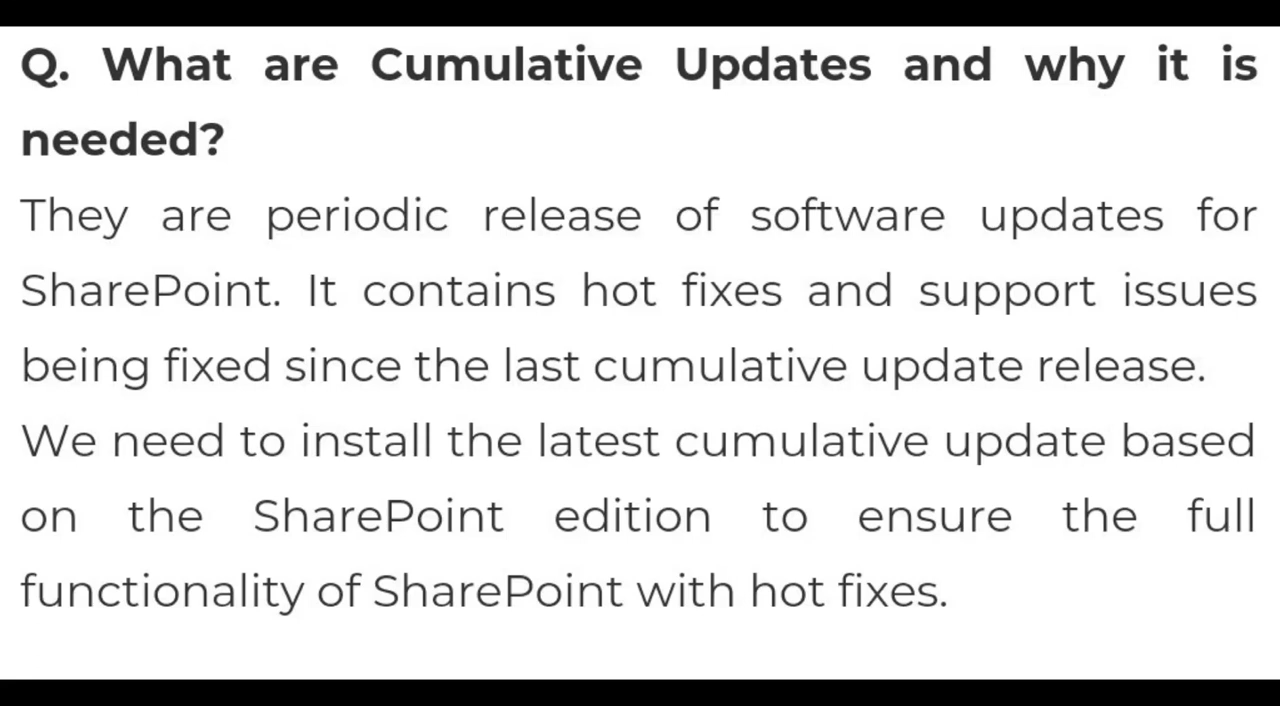 Q. What are Cumulative Updates and why it is
needed?
They are periodic release of software updates for
SharePoint. It contains hot fixes and support issues
being fixed since the last cumulative update release.
We need to install the latest cumulative update based
on the SharePoint edition to ensure the full
functionality of SharePoint with hot fixes.